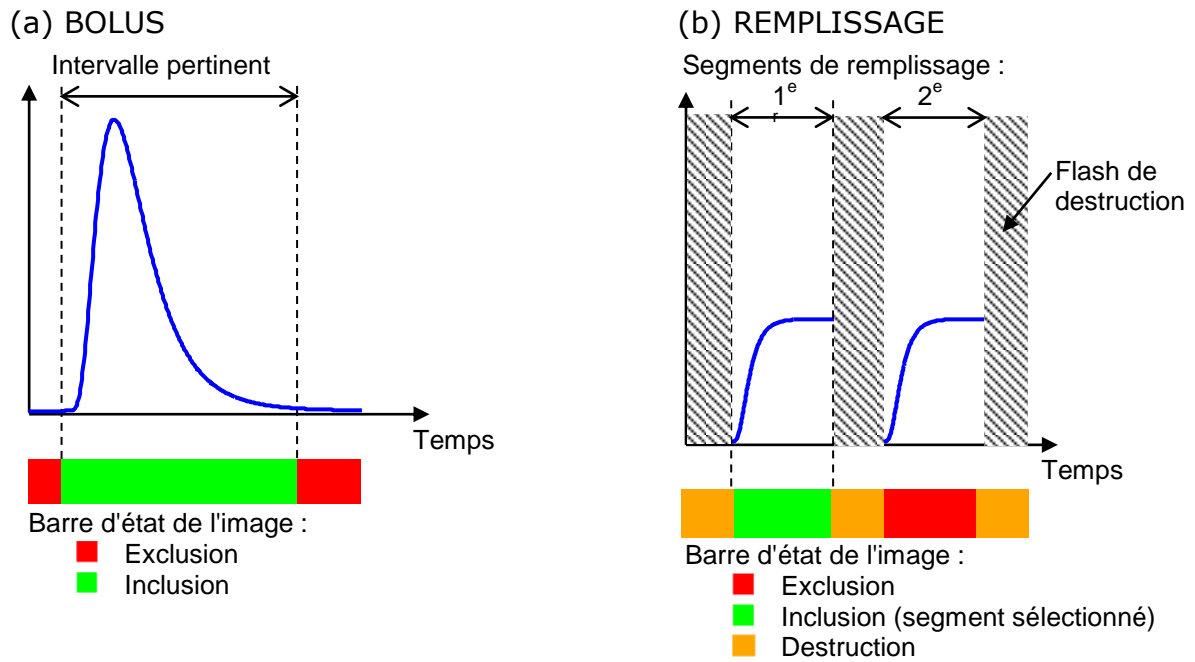 (a) BOLUS
Intervalle pertinent
Temps
Barre d'état de l'image :
Exclusion
Inclusion
(b) REMPLISSAGE
Segments de remplissage :
1er
2e
Flash de
destruction
Temps
Barre d'état de l'image :
Exclusion
Inclusion (segment sélectionné)
Destruction